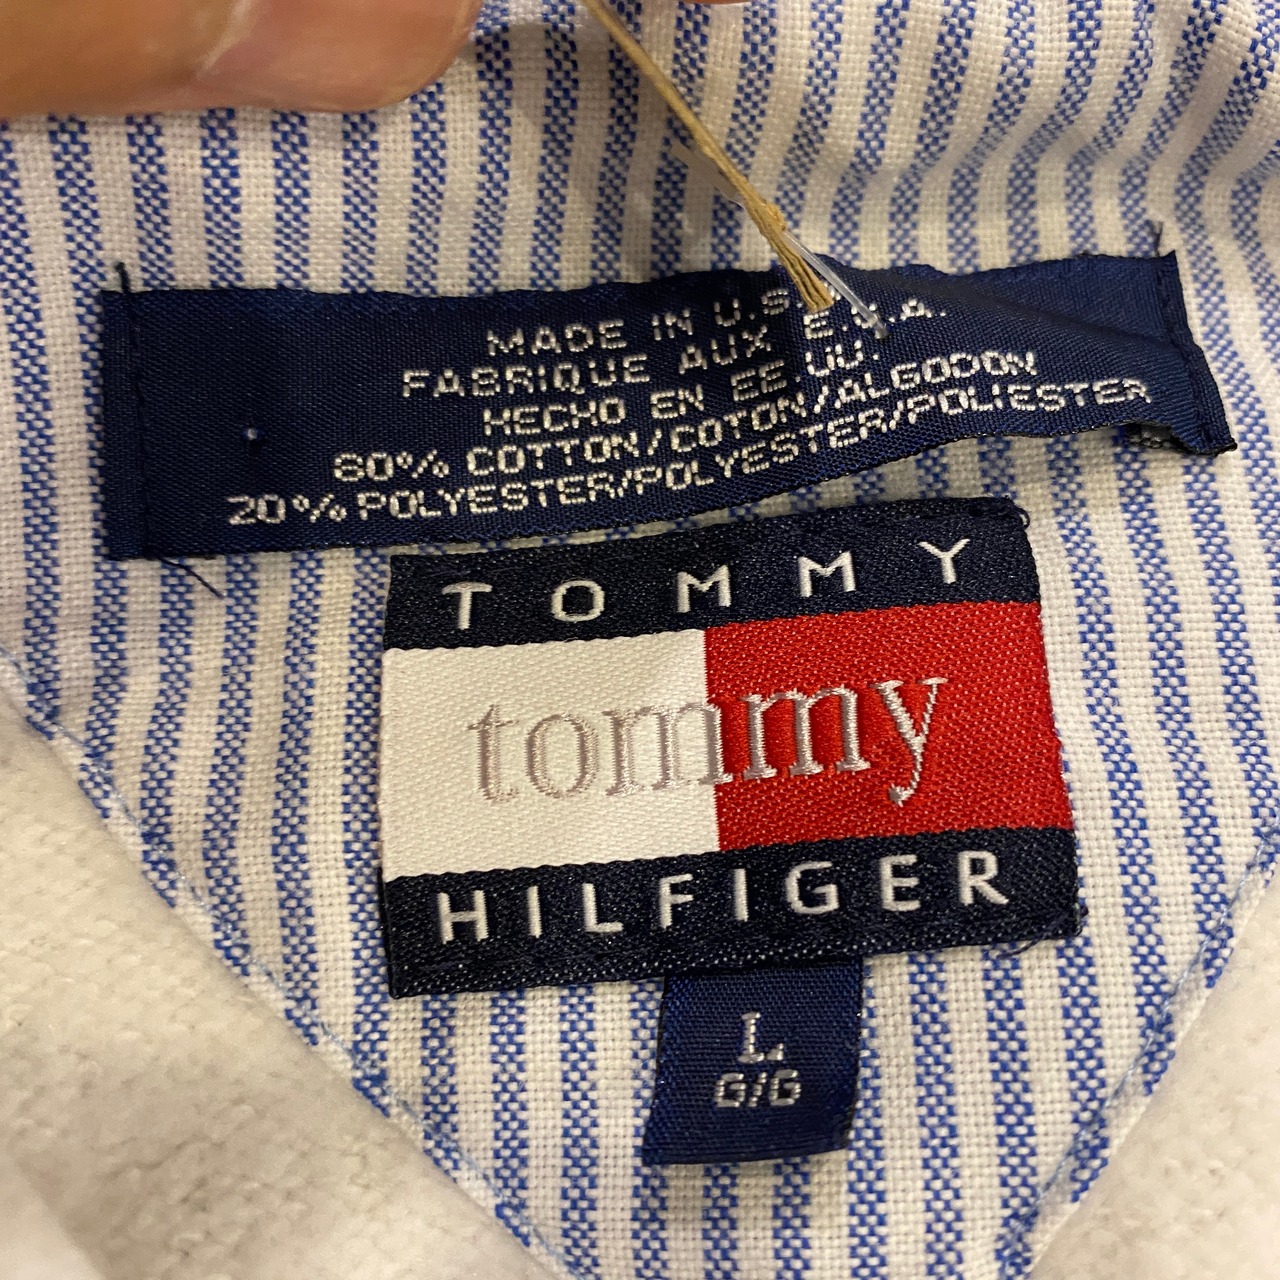 MADE IN U.S.A.
FABRIQUE AUX E.U.A.
HECHO EN EE.UU.
80% COTTON/COTON/ALGODON
20% POLYESTER/POLYESTER/POLIESTER
TOMMY
tommy
HILFIGER
L
G/G